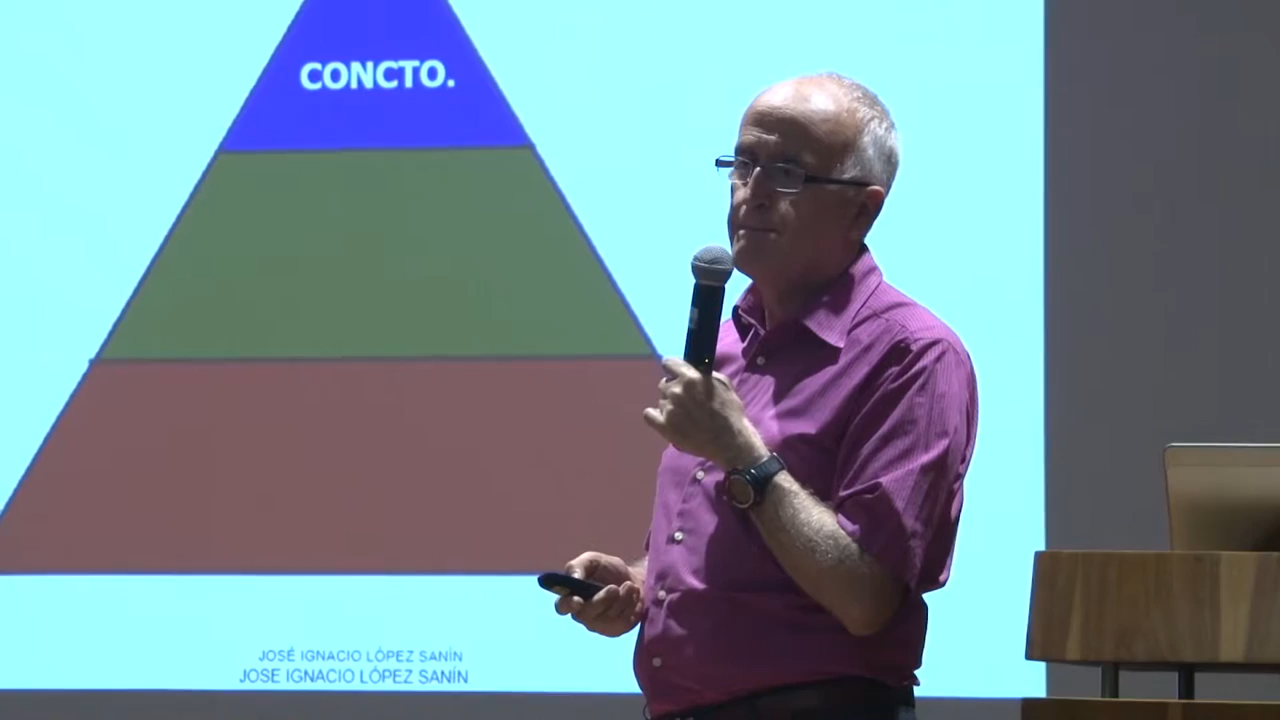 CONCTO.
JOSÉ IGNACIO LÓPEZ SANÍN
JOSE IGNACIO LÓPEZ SANÍN